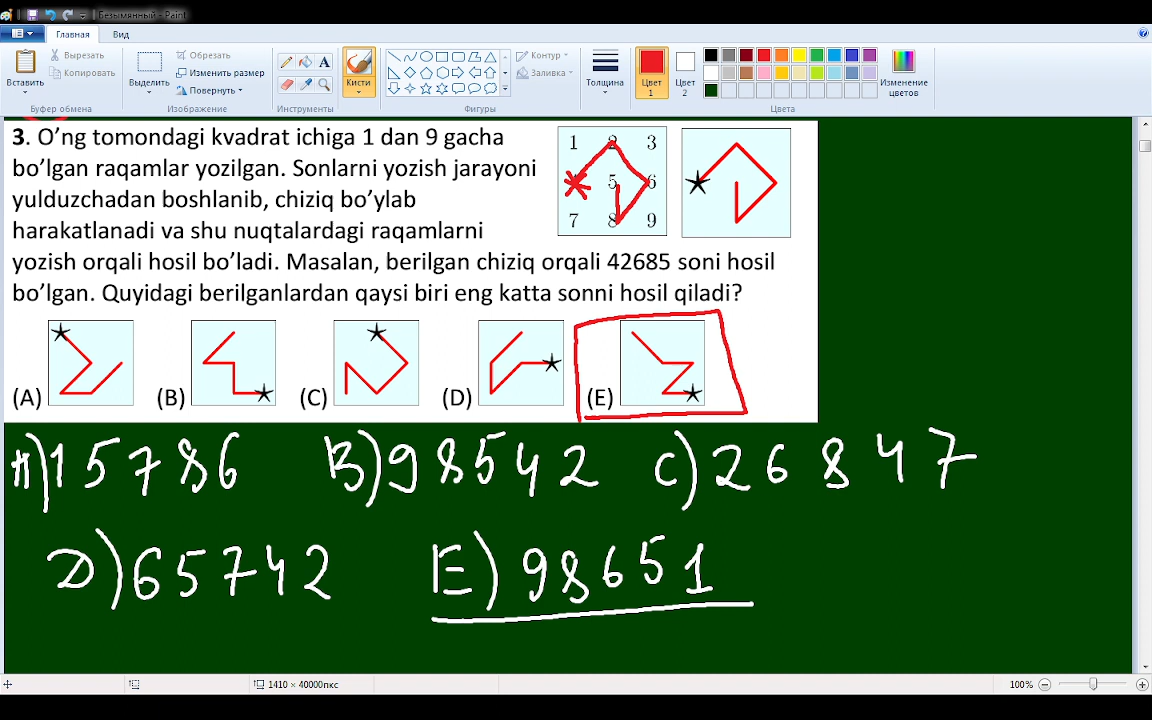 Безымянный - Paint
Главная Вид
Вставить
Вырезать
Копировать
Буфер обмена
Выделить
Обрезать
Изменить размер
Повернуть
Изображение
A
Инструменты
Кисти
Контур
Заливка
Фигуры
Толщина
Цвет 1
Цвет 2
Изменение цветов
Цвета
3. O’ng tomondagi kvadrat ichiga 1 dan 9 gacha
bo’lgan raqamlar yozilgan. Sonlarni yozish jarayoni
yulduzchadan boshlanib, chiziq bo’ylab
harakatlanadi va shu nuqtalardagi raqamlarni
yozish orqali hosil bo’ladi. Masalan, berilgan chiziq orqali 42685 soni hosil
bo’lgan. Quyidagi berilganlardan qaysi biri eng katta sonni hosil qiladi?
1 2 3
4 5 6
7 8 9
(A) (B) (C) (D) (E)
A) 15786 B) 98542 C) 26847
D) 65742 E) 98651
1410 × 40000пкс
100%